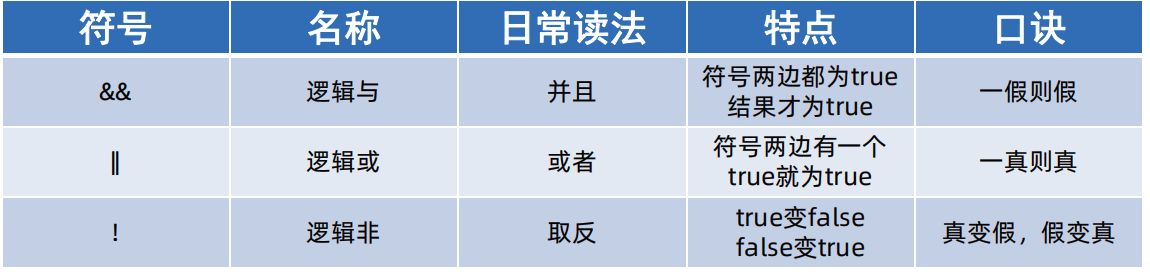 符号 名称 日常读法 特点 口诀
&& 逻辑与 并且 符号两边都为true 一假则假
结果才为true
|| 逻辑或 或者 符号两边有一个 一真则真
true就为true
! 逻辑非 取反 true变false 真变假，假变真
false变true